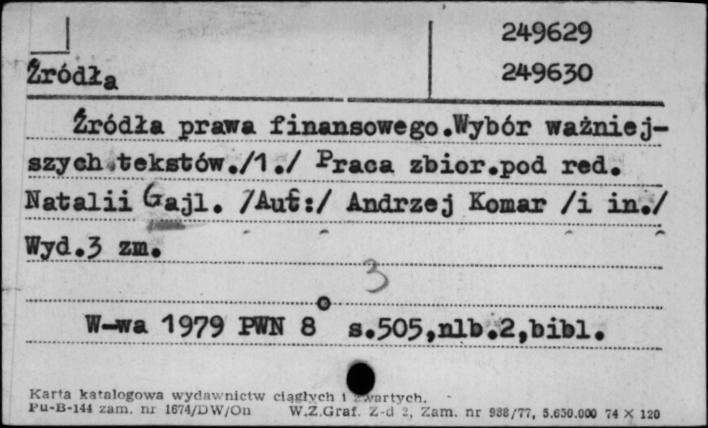 249629
Źródła
249630
Źródła prawa finansowego.Wybór ważniej-
szych tekstów./1./ Praca zbior.pod red.
Natalii Gajl. /Aut:/ Andrzej Komar /i in./
Wyd.3 zm.
3
W-wa 1979 PWN 8° s.505,nlb.2,bibl.
Karta katalogowa wydawnictw ciągłych i zwartych.
Pu-B-144 zam. nr 1674/DW/On W.Z.Graf. Z-d 2, Zam. nr 988/77, 5.650.000 74 X 120